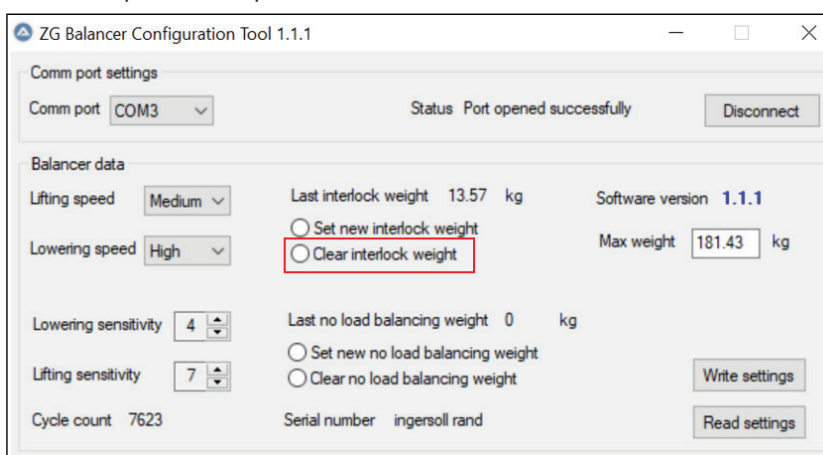 ZG Balancer Configuration Tool 1.1.1
Comm port settings
Comm port COM3 Status Port opened successfully Disconnect
Balancer data
Lifting speed Medium Last interlock weight 13.57 kg Software version 1.1.1
Set new interlock weight
Lowering speed High Clear interlock weight Max weight 181.43 kg
Lowering sensitivity 4 Last no load balancing weight 0 kg
Set new no load balancing weight
Lifting sensitivity 7 Clear no load balancing weight Write settings
Cycle count 7623 Serial number ingersoll rand Read settings